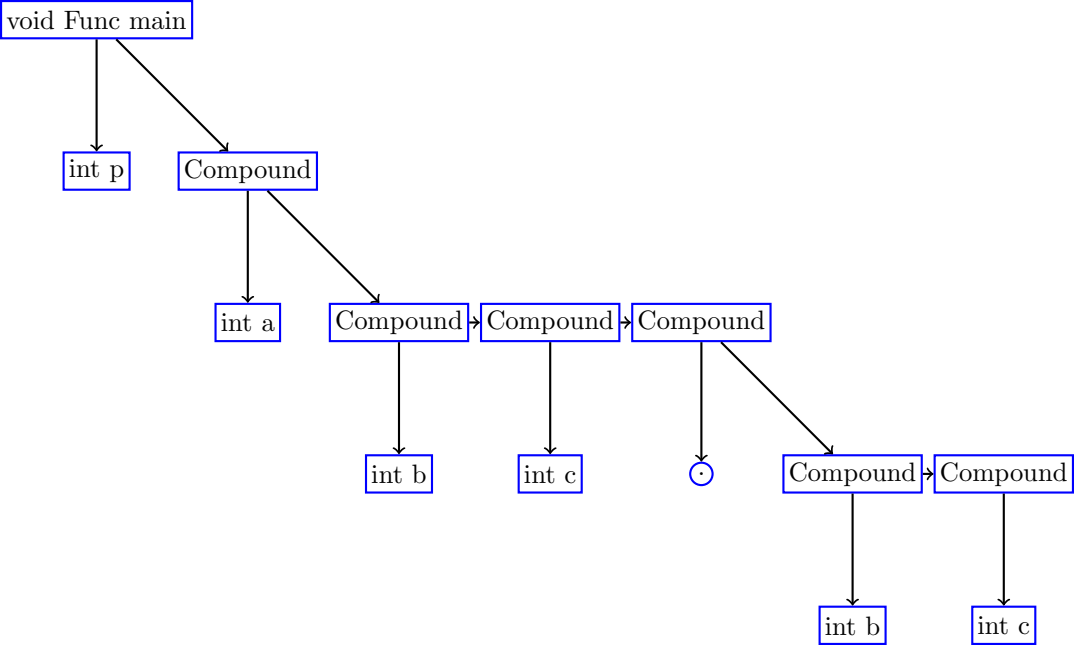 void Func main
int p
Compound
int a
Compound
Compound
Compound
int b
int c
·
Compound
Compound
int b
int c